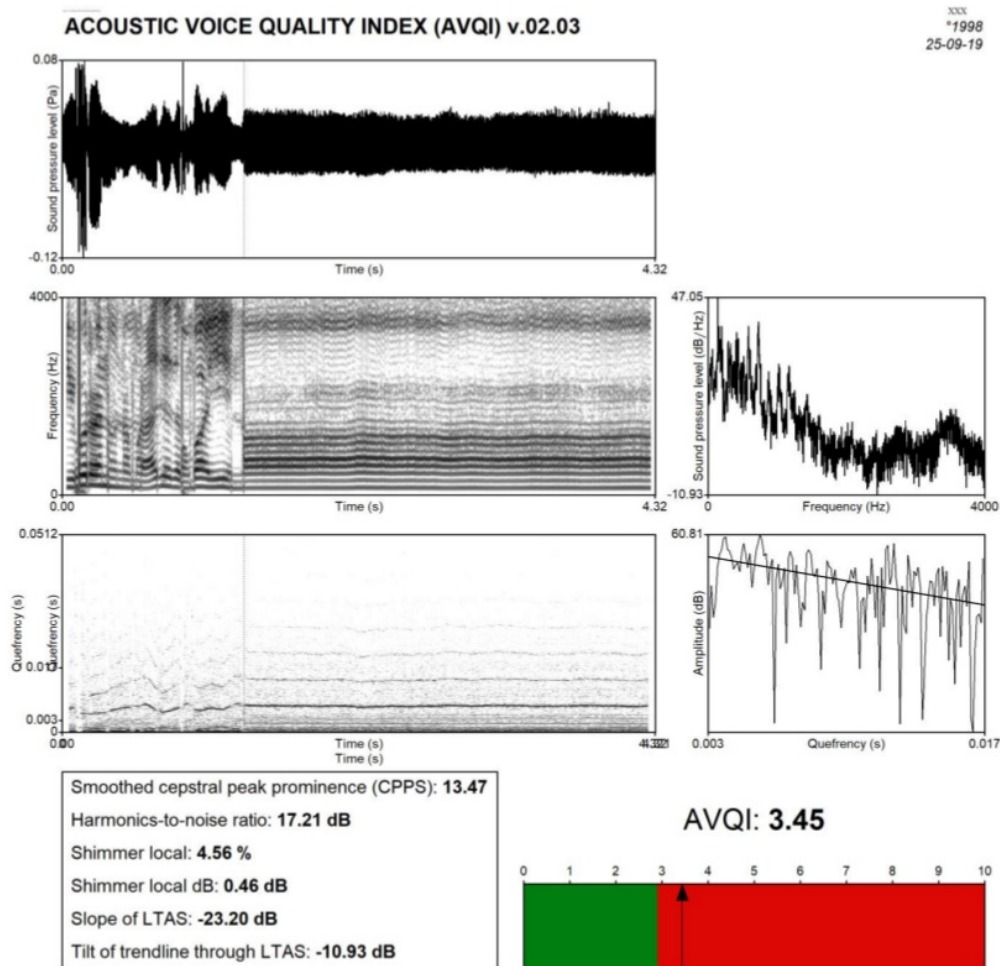 ACOUSTIC VOICE QUALITY INDEX (AVQI) v.02.03
xxx
°1998
25-09-19
0.08
Sound pressure level (Pa)
-0.12
0.00
Time (s)
4.32
4000
Frequency (Hz)
0
0.00
Time (s)
4.32
47.05
Sound pressure level (dB/Hz)
-10.93
0
Frequency (Hz)
4000
0.0512
Quefrency (s)
Quefrency (s)
0.003
0
Time (s)
Time (s)
60.81
Amplitude (dB)
0.003
Quefrency (s)
0.017
Smoothed cepstral peak prominence (CPPS): 13.47
Harmonics-to-noise ratio: 17.21 dB
Shimmer local: 4.56 %
Shimmer local dB: 0.46 dB
Slope of LTAS: -23.20 dB
Tilt of trendline through LTAS: -10.93 dB
AVQI: 3.45
0 1 2 3 4 5 6 7 8 9 10